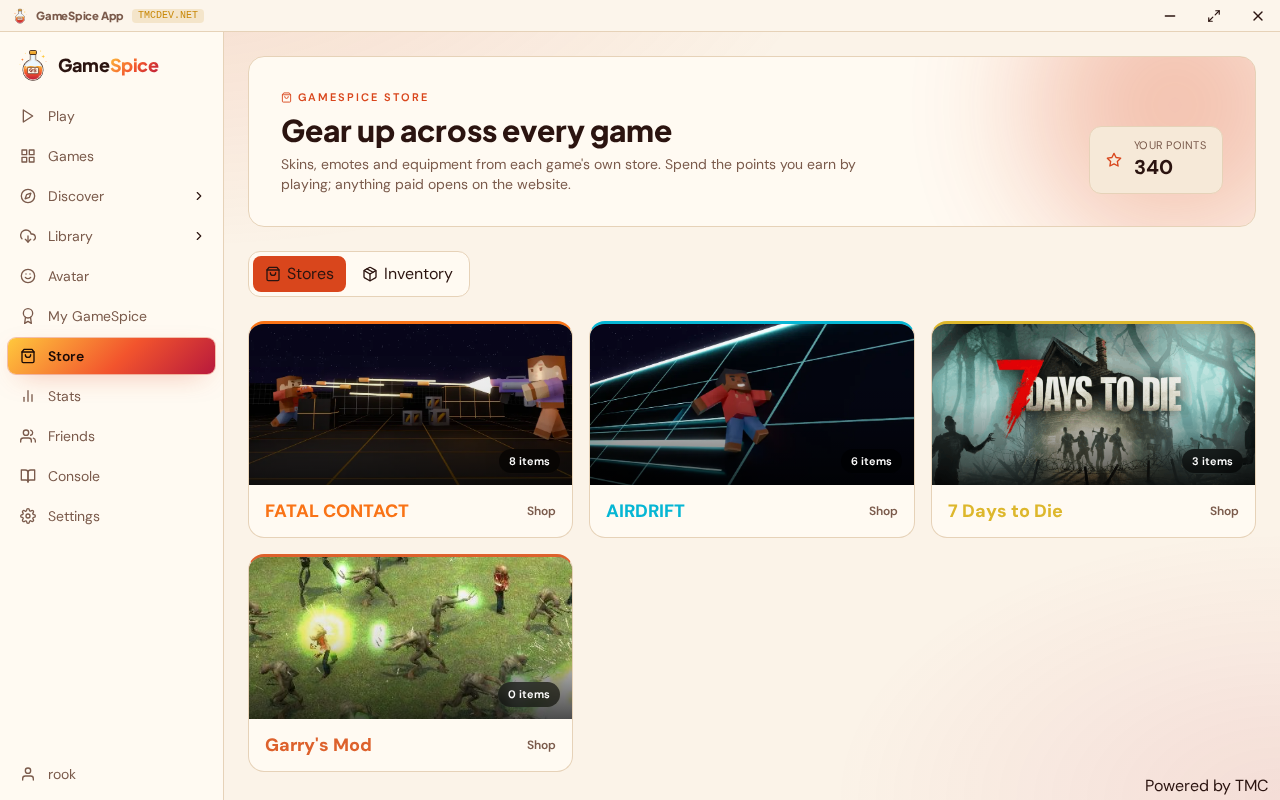 GameSpice App TMCDEV.NET
GameSpice
Play
Games
Discover
Library
Avatar
My GameSpice
Store
Stats
Friends
Console
Settings
rook
GAMESPICE STORE
Gear up across every game
Skins, emotes and equipment from each game's own store. Spend the points you earn by
playing; anything paid opens on the website.
YOUR POINTS
340
Stores
Inventory
8 items
FATAL CONTACT
Shop
6 items
AIRDRIFT
Shop
7 DAYS TO DIE
3 items
7 Days to Die
Shop
0 items
Garry's Mod
Shop
Powered by TMC